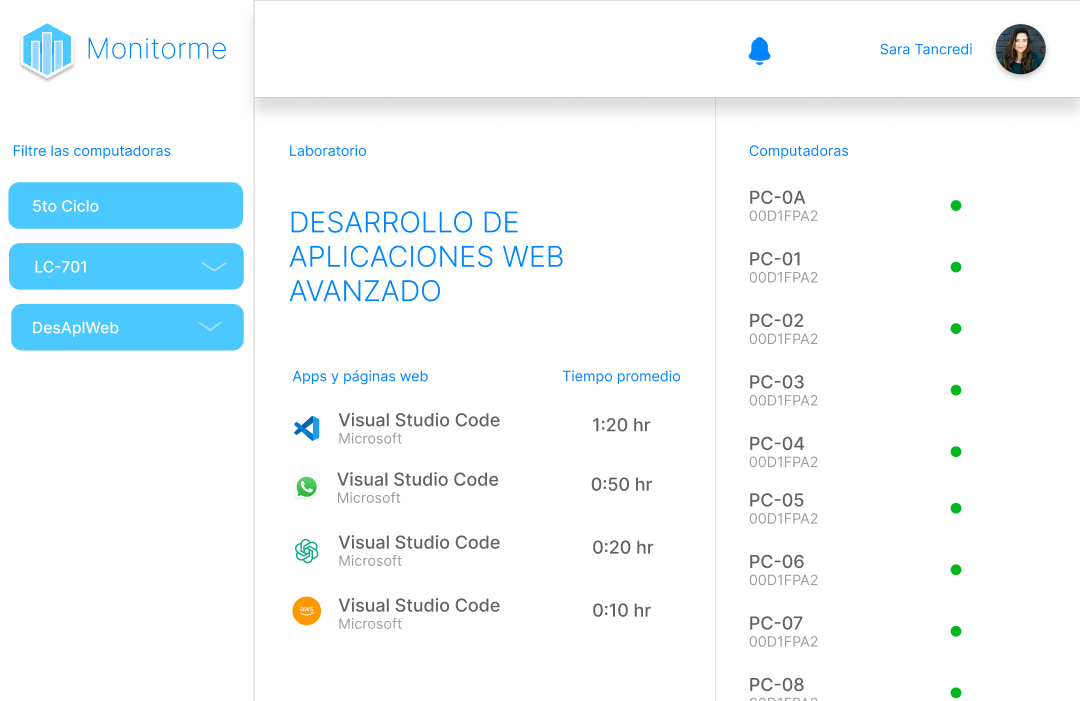 Monitorme
Sara Tancredi
Filtre las computadoras
5to Ciclo
LC-701
DesAplWeb
Laboratorio
DESARROLLO DE
APLICACIONES WEB
AVANZADO
Apps y páginas web
Tiempo promedio
Visual Studio Code
Microsoft
1:20 hr
Visual Studio Code
Microsoft
0:50 hr
Visual Studio Code
Microsoft
0:20 hr
aws
Visual Studio Code
Microsoft
0:10 hr
Computadoras
PC-0A
00D1FPA2
PC-01
00D1FPA2
PC-02
00D1FPA2
PC-03
00D1FPA2
PC-04
00D1FPA2
PC-05
00D1FPA2
PC-06
00D1FPA2
PC-07
00D1FPA2
PC-08